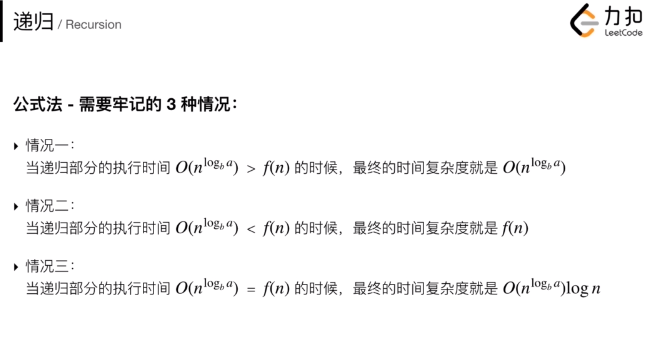 递归 / Recursion
力扣
LeetCode
公式法 - 需要牢记的 3 种情况：
情况一：
当递归部分的执行时间 O(n^{log_b a}) > f(n) 的时候，最终的时间复杂度就是 O(n^{log_b a})
情况二：
当递归部分的执行时间 O(n^{log_b a}) < f(n) 的时候，最终的时间复杂度就是 f(n)
情况三：
当递归部分的执行时间 O(n^{log_b a}) = f(n) 的时候，最终的时间复杂度就是 O(n^{log_b a})log n